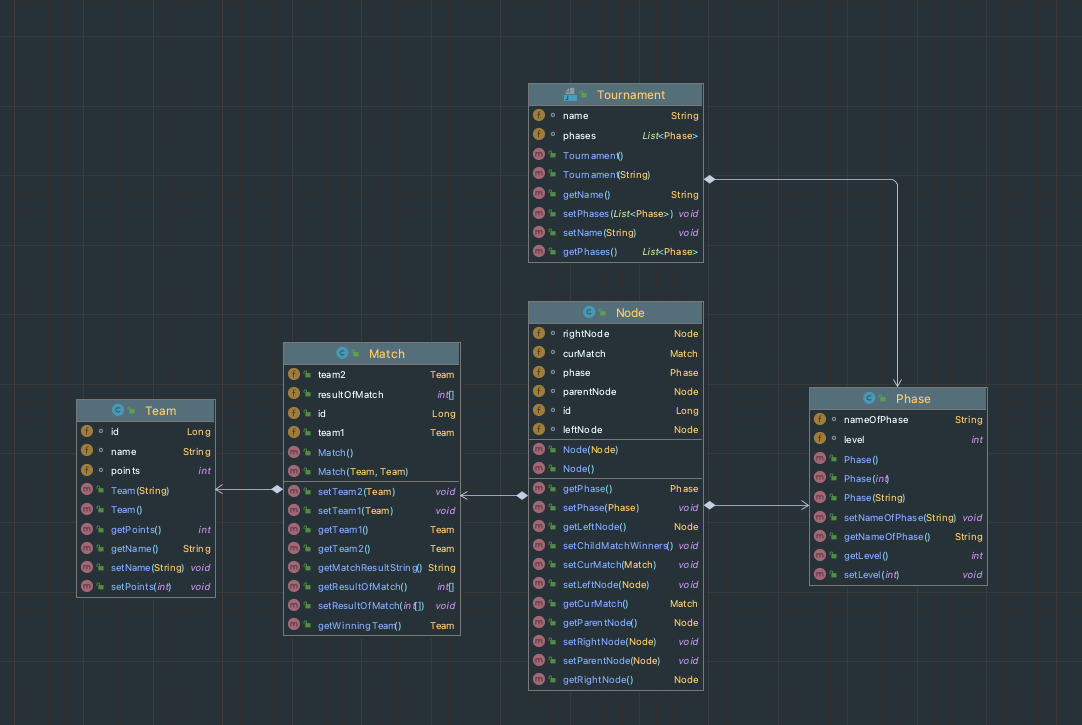 Tournament
name String
phases List<Phase>
Tournament()
Tournament(String)
getName() String
setPhases(List<Phase>) void
setName(String) void
getPhases() List<Phase>
Node
rightNode Node
curMatch Match
phase Phase
parentNode Node
id Long
leftNode Node
Node(Node)
Node()
getPhase() Phase
setPhase(Phase) void
getLeftNode() Node
setChildMatchWinners() void
setCurMatch(Match) void
setLeftNode(Node) void
getCurMatch() Match
getParentNode() Node
setRightNode(Node) void
setParentNode(Node) void
getRightNode() Node
Match
team2 Team
resultOfMatch int[]
id Long
team1 Team
Match()
Match(Team, Team)
setTeam2(Team) void
setTeam1(Team) void
getTeam1() Team
getTeam2() Team
getMatchResultString() String
getResultOfMatch() int[]
setResultOfMatch(int[]) void
getWinningTeam() Team
Team
id Long
name String
points int
Team(String)
Team()
getPoints() int
getName() String
setName(String) void
setPoints(int) void
Phase
nameOfPhase String
level int
Phase()
Phase(int)
Phase(String)
setNameOfPhase(String) void
getNameOfPhase() String
getLevel() int
setLevel(int) void